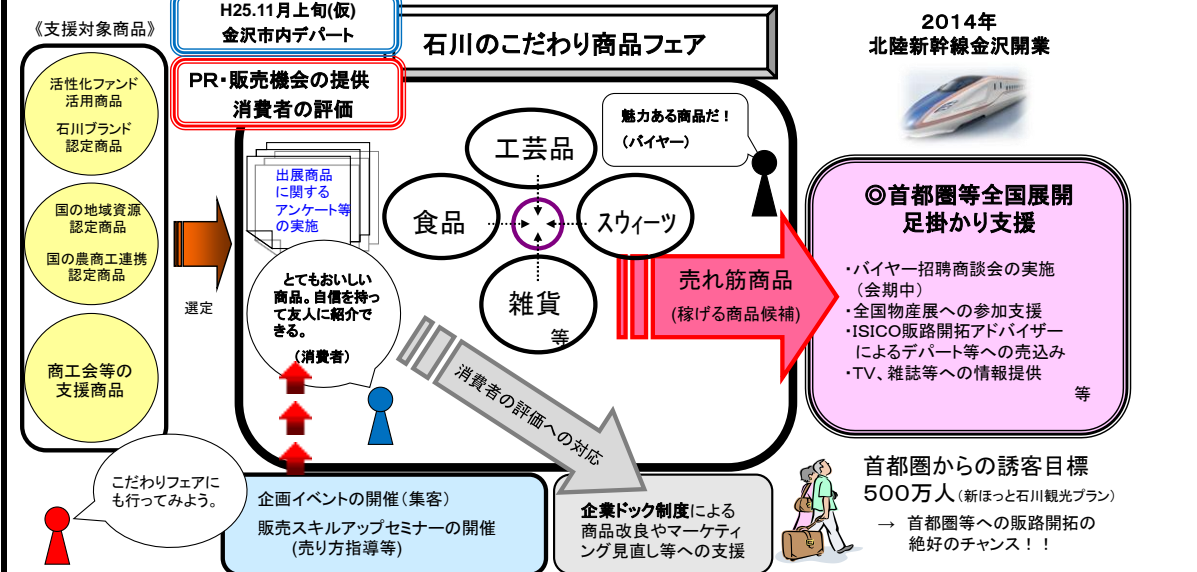 《支援対象商品》
活性化ファンド
活用商品
石川ブランド
認定商品
国の地域資源
認定商品
国の農商工連携
認定商品
商工会等の
支援商品
選定
H25.11月上旬(仮)
金沢市内デパート
PR・販売機会の提供
消費者の評価
石川のこだわり商品フェア
出展商品
に関する
アンケート等
の実施
とてもおいしい
商品。自信を持っ
て友人に紹介で
きる。
(消費者)
工芸品
食品
スウィーツ
雑貨
等
魅力ある商品だ！
(バイヤー)
売れ筋商品
(稼げる商品候補)
消費者の評価への対応
2014年
北陸新幹線金沢開業
◎首都圏等全国展開
足掛かり支援
・バイヤー招聘商談会の実施
(会期中)
・全国物産展への参加支援
・ISICO販路開拓アドバイザー
によるデパート等への売込み
・TV、雑誌等への情報提供
等
こだわりフェアに
も行ってみよう。
企画イベントの開催(集客)
販売スキルアップセミナーの開催
(売り方指導等)
企業ドック制度による
商品改良やマーケティ
ング見直し等への支援
首都圏からの誘客目標
500万人(新ほっと石川観光プラン)
→ 首都圏等への販路開拓の
絶好のチャンス！！